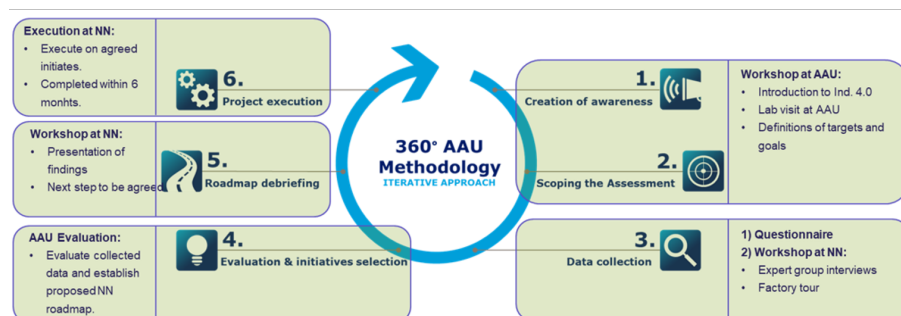 Execution at NN:
• Execute on agreed
initiates.
• Completed within 6
monhts.
6.
Project execution
Workshop at NN:
• Presentation of
findings
• Next step to be agreed
5.
Roadmap debriefing
AAU Evaluation:
• Evaluate collected
data and establish
proposed NN
roadmap.
4.
Evaluation & initiatives selection
360° AAU
Methodology
ITERATIVE APPROACH
1.
Creation of awareness
2.
Scoping the Assessment
Workshop at AAU:
• Introduction to Ind. 4.0
• Lab visit at AAU
• Definitions of targets and
goals
3.
Data collection
1) Questionnaire
2) Workshop at NN:
• Expert group interviews
• Factory tour